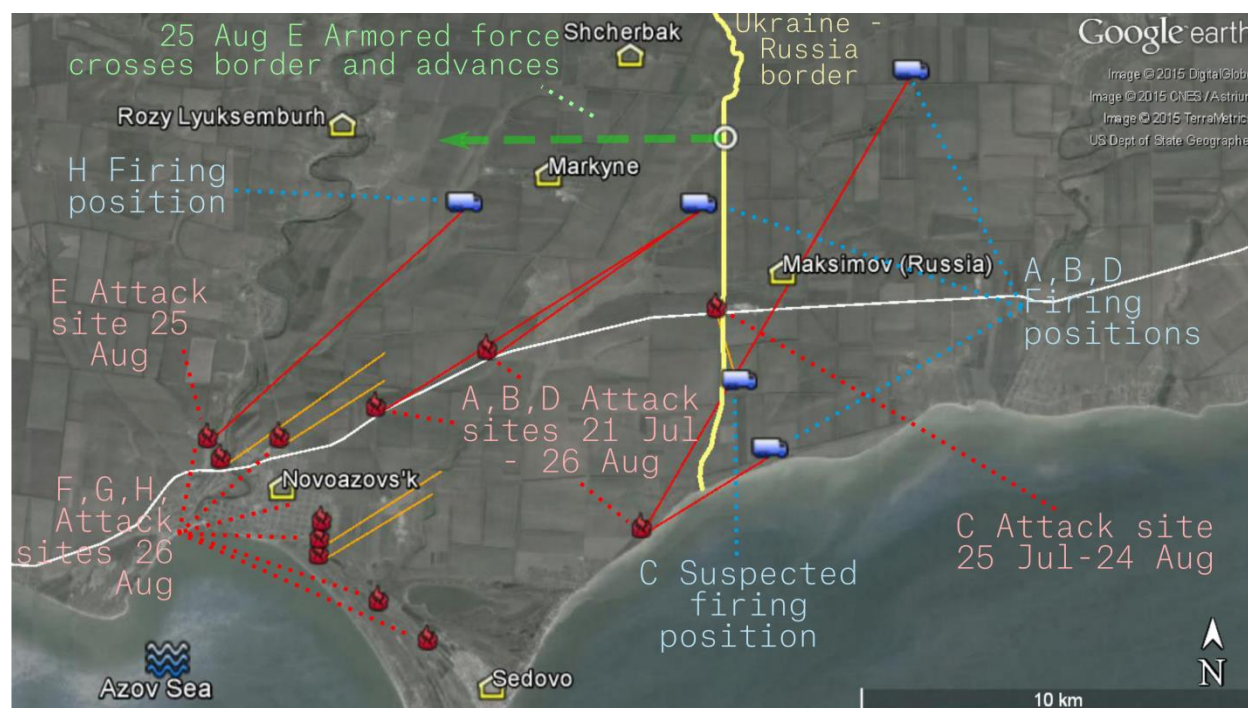 25 Aug E Armored force
crosses border and advances
Shcherbak
Ukraine -
Russia
border
Google earth
Image © 2015 DigitalGlobe
Image © 2015 CNES / Astrium
Image © 2015 TerraMetrics
US Dept of State Geographer
Rozy Lyuksemburh
Markyne
H Firing
position
Maksimov (Russia)
A,B,D
Firing
positions
E Attack
site 25
Aug
A,B,D Attack
sites 21 Jul
- 26 Aug
F,G,H,
Attack
sites 26
Aug
Novoazovs'k
C Attack site
25 Jul-24 Aug
C Suspected
firing
position
Azov Sea
Sedovo
N
10 km